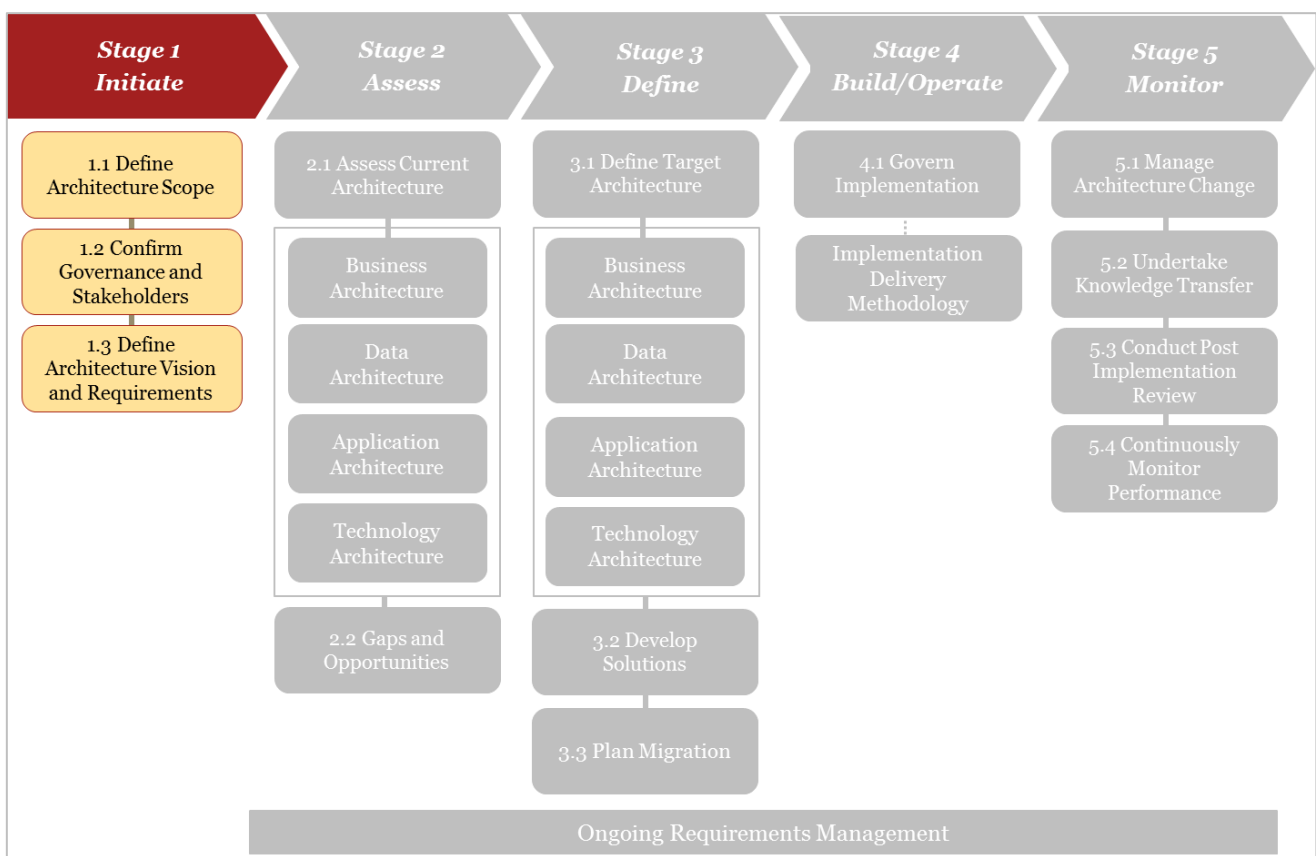 Stage 1
Initiate
Stage 2
Assess
Stage 3
Define
Stage 4
Build/Operate
Stage 5
Monitor
1.1 Define
Architecture Scope
1.2 Confirm
Governance and
Stakeholders
1.3 Define
Architecture Vision
and Requirements
2.1 Assess Current
Architecture
Business
Architecture
Data
Architecture
Application
Architecture
Technology
Architecture
2.2 Gaps and
Opportunities
3.1 Define Target
Architecture
Business
Architecture
Data
Architecture
Application
Architecture
Technology
Architecture
3.2 Develop
Solutions
3.3 Plan Migration
4.1 Govern
Implementation
Implementation
Delivery
Methodology
5.1 Manage
Architecture Change
5.2 Undertake
Knowledge Transfer
5.3 Conduct Post
Implementation
Review
5.4 Continuously
Monitor
Performance
Ongoing Requirements Management